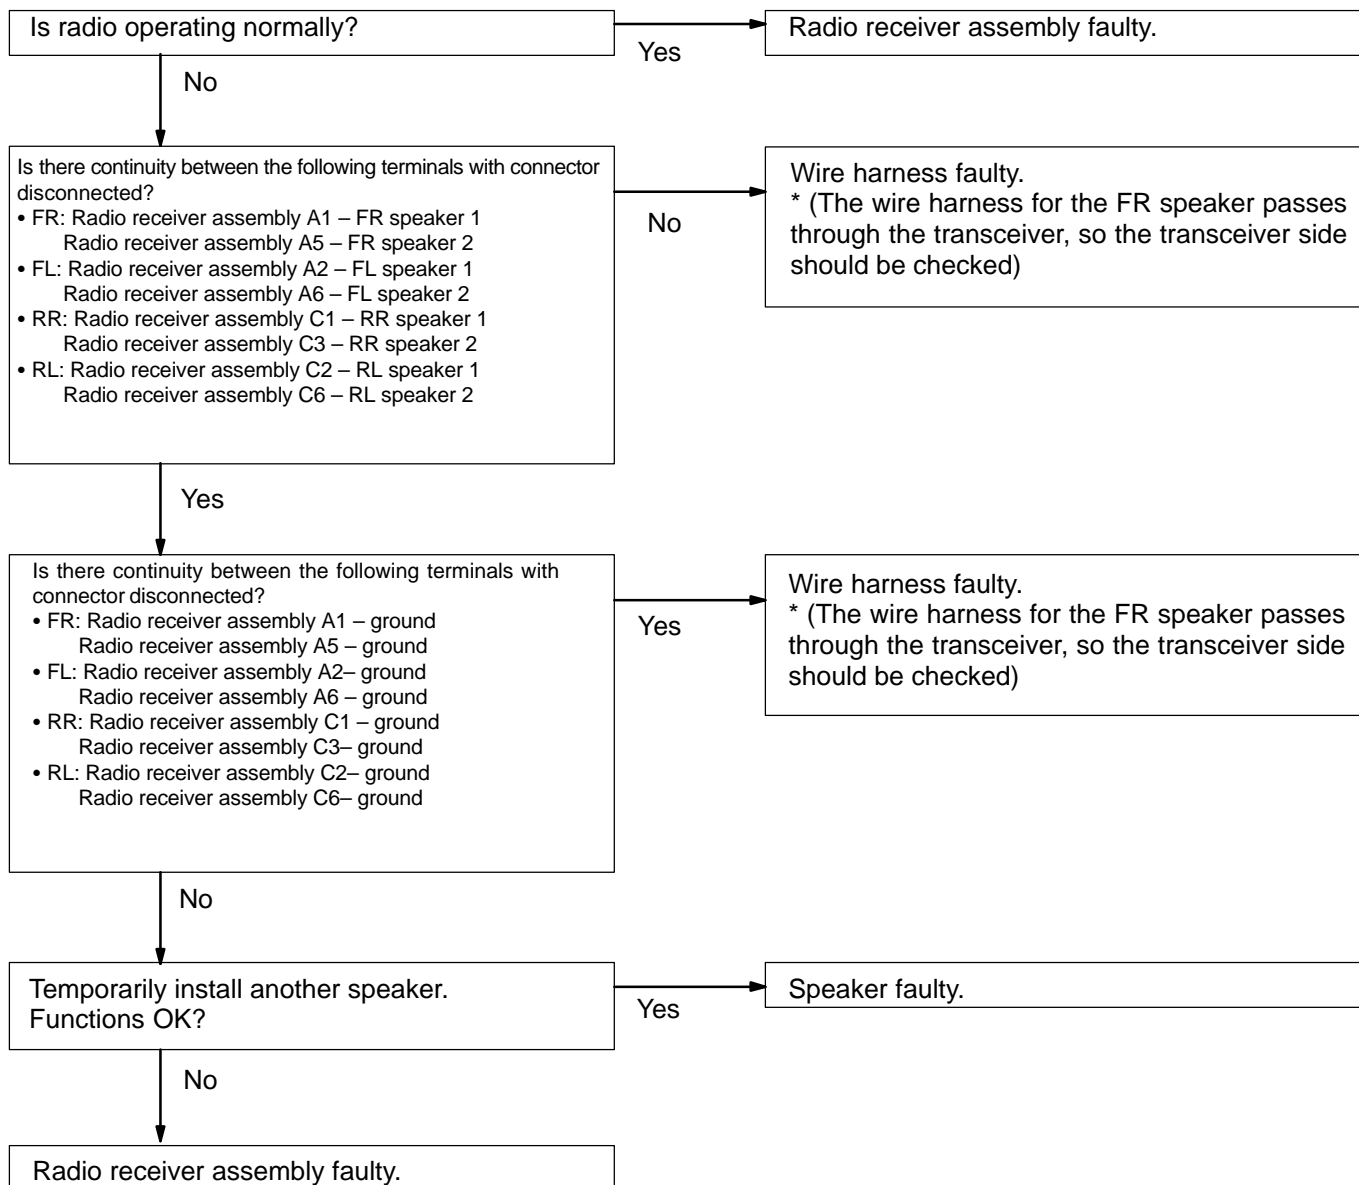 Is radio operating normally?
Yes
Radio receiver assembly faulty.
No
Is there continuity between the following terminals with connector
disconnected?
• FR: Radio receiver assembly A1 – FR speaker 1
Radio receiver assembly A5 – FR speaker 2
• FL: Radio receiver assembly A2 – FL speaker 1
Radio receiver assembly A6 – FL speaker 2
• RR: Radio receiver assembly C1 – RR speaker 1
Radio receiver assembly C3 – RR speaker 2
• RL: Radio receiver assembly C2 – RL speaker 1
Radio receiver assembly C6 – RL speaker 2
No
Wire harness faulty.
* (The wire harness for the FR speaker passes
through the transceiver, so the transceiver side
should be checked)
Yes
Is there continuity between the following terminals with
connector disconnected?
• FR: Radio receiver assembly A1 – ground
Radio receiver assembly A5 – ground
• FL: Radio receiver assembly A2– ground
Radio receiver assembly A6 – ground
• RR: Radio receiver assembly C1 – ground
Radio receiver assembly C3– ground
• RL: Radio receiver assembly C2– ground
Radio receiver assembly C6– ground
Yes
Wire harness faulty.
* (The wire harness for the FR speaker passes
through the transceiver, so the transceiver side
should be checked)
No
Temporarily install another speaker.
Functions OK?
Yes
Speaker faulty.
No
Radio receiver assembly faulty.